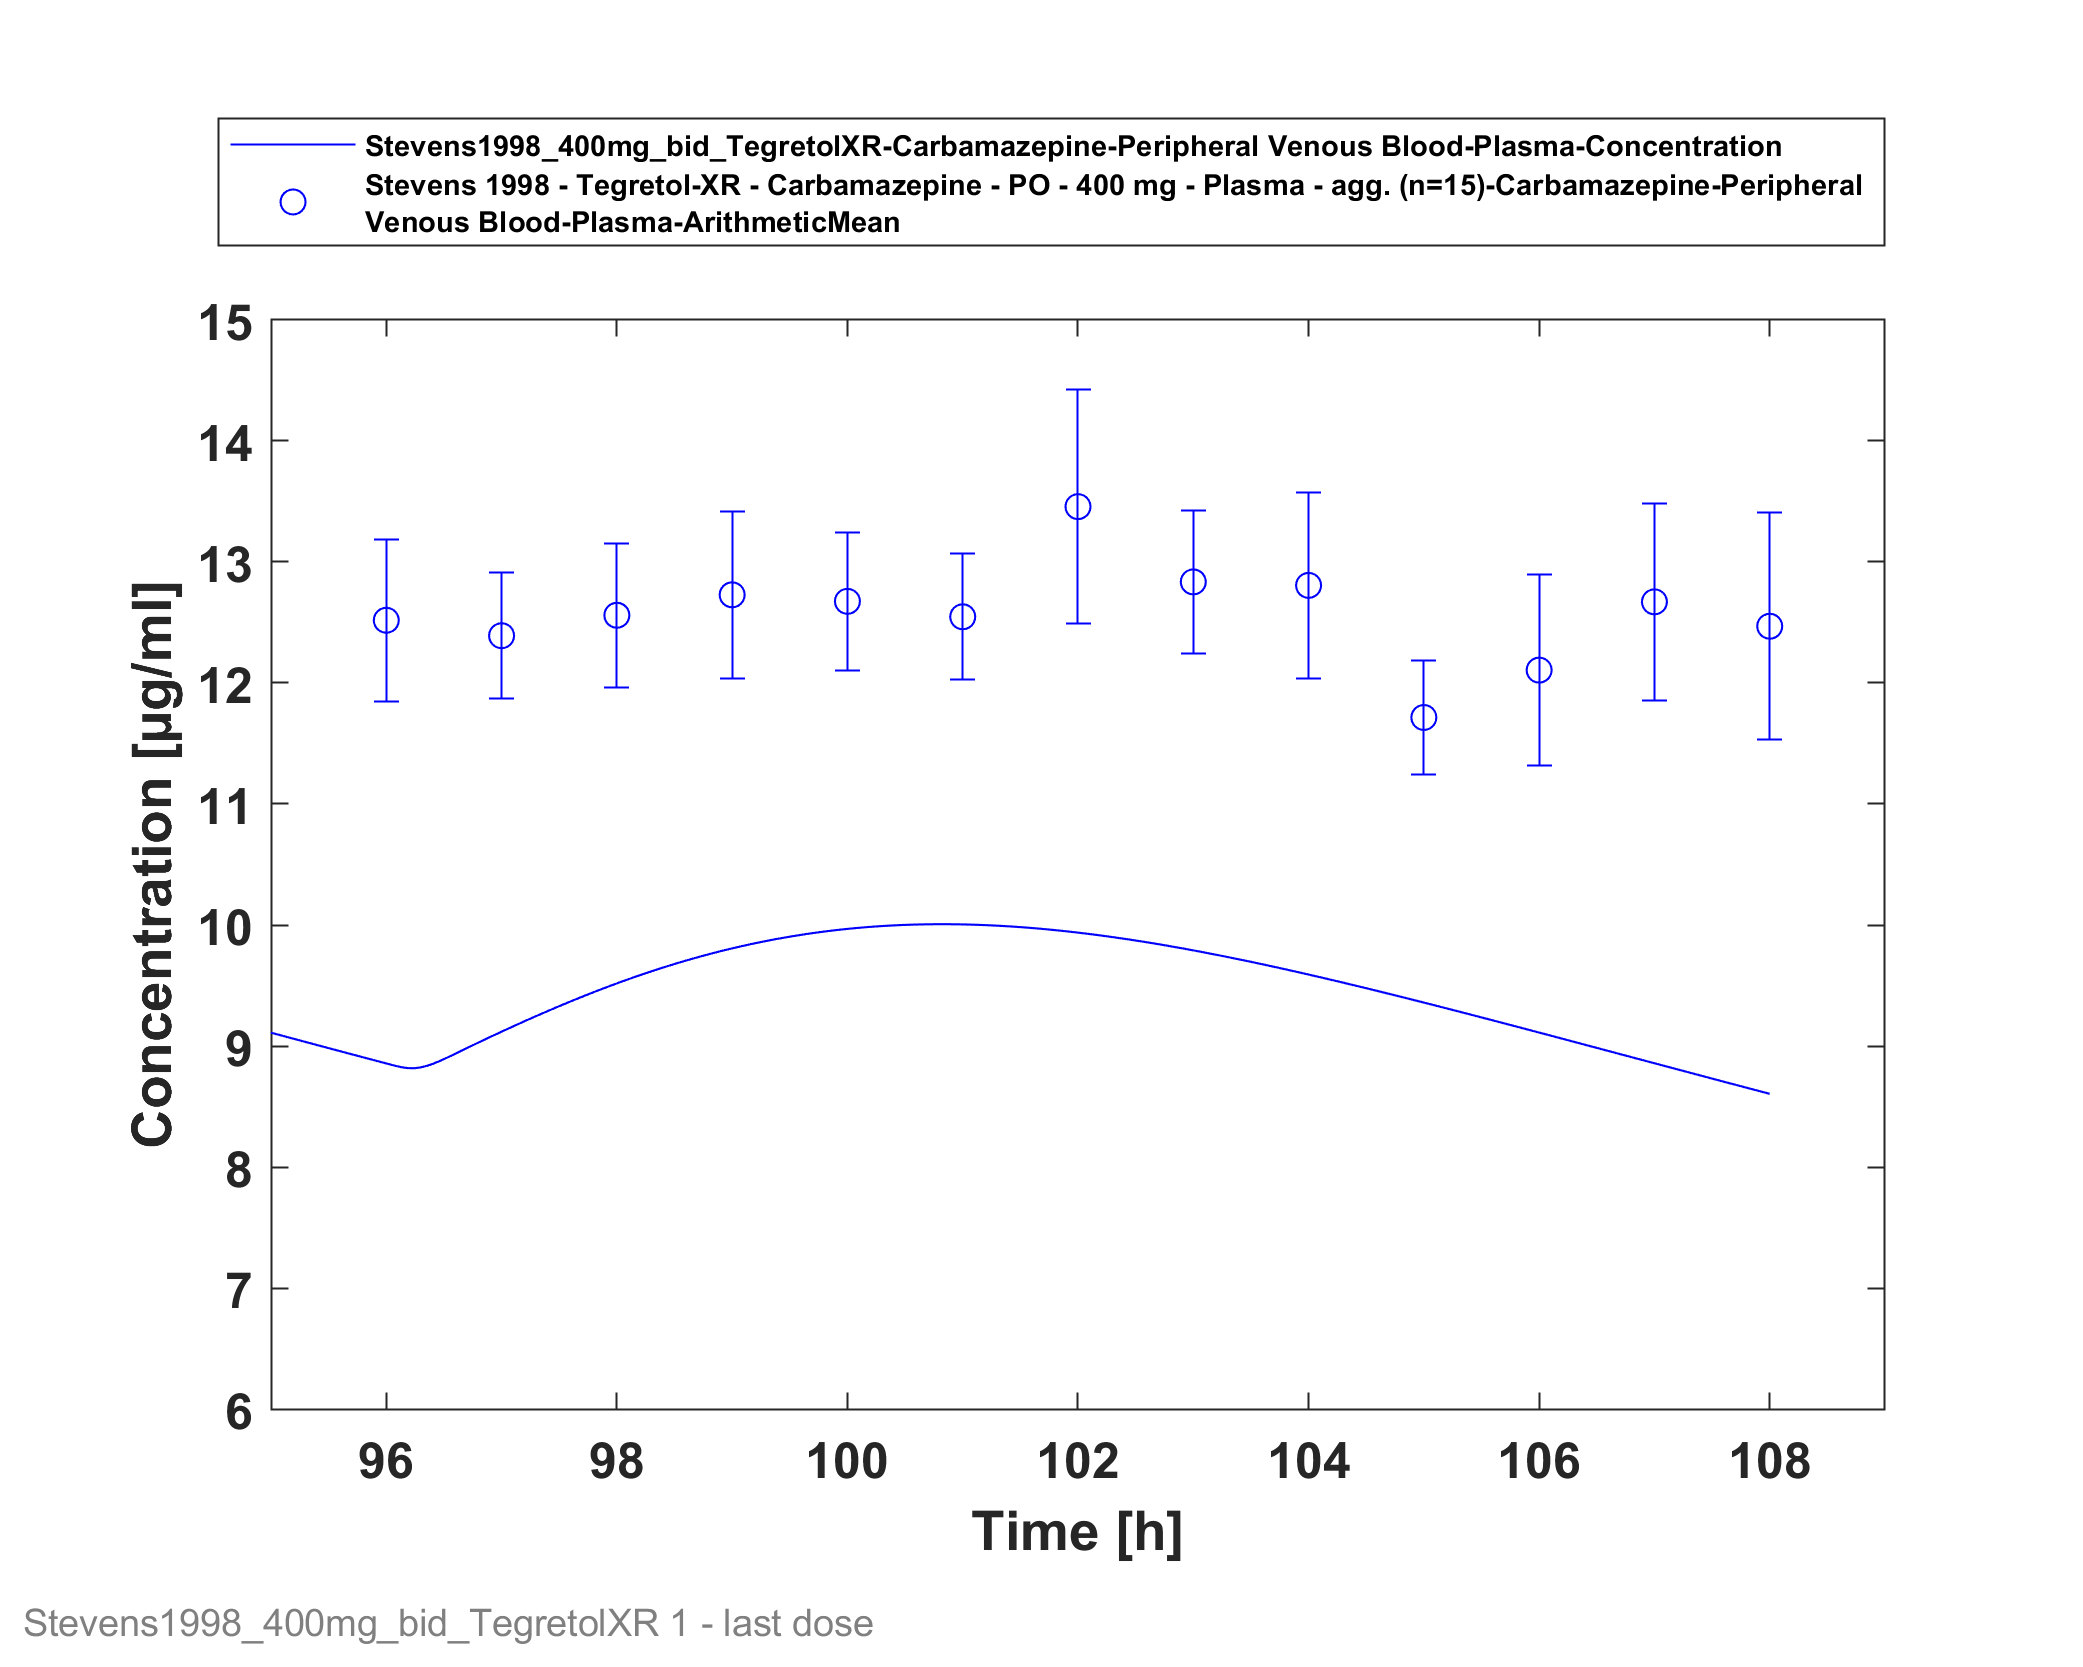 Stevens1998_400mg_bid_TegretolXR-Carbamazepine-Peripheral Venous Blood-Plasma-Concentration
Stevens 1998 - Tegretol-XR - Carbamazepine - PO - 400 mg - Plasma - agg. (n=15)-Carbamazepine-Peripheral
Venous Blood-Plasma-ArithmeticMean
15
14
13
12
11
10
9
8
7
6
Concentration [µg/ml]
96 98 100 102 104 106 108
Time [h]
Stevens1998_400mg_bid_TegretolXR 1 - last dose